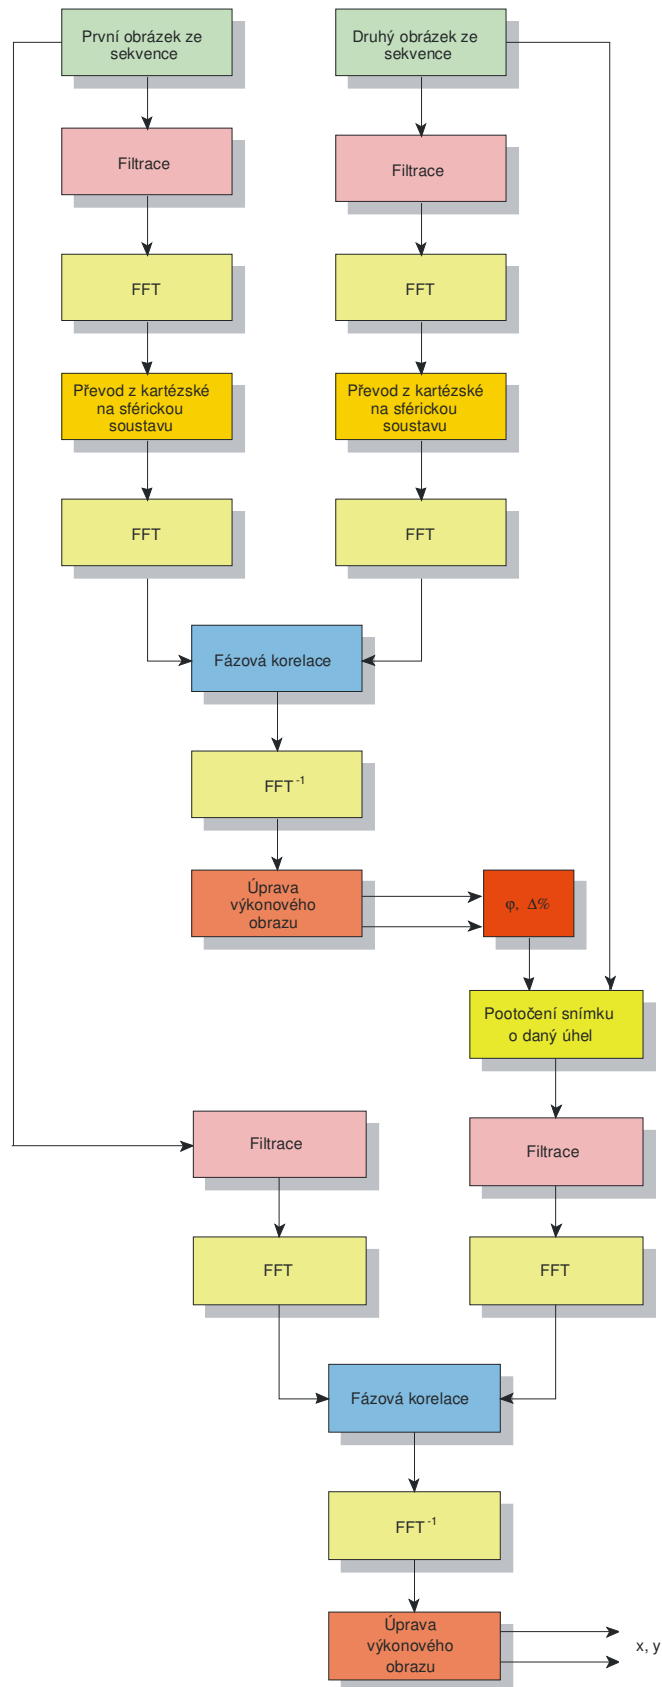 První obrázek ze
sekvence
Druhý obrázek ze
sekvence
Filtrace
Filtrace
FFT
FFT
Převod z kartézské
na sférickou
soustavu
Převod z kartézské
na sférickou
soustavu
FFT
FFT
Fázová korelace
FFT⁻¹
Úprava
výkonového
obrazu
φ, Δ%
Pootočení snímku
o daný úhel
Filtrace
Filtrace
FFT
FFT
Fázová korelace
FFT⁻¹
Úprava
výkonového
obrazu
x, y